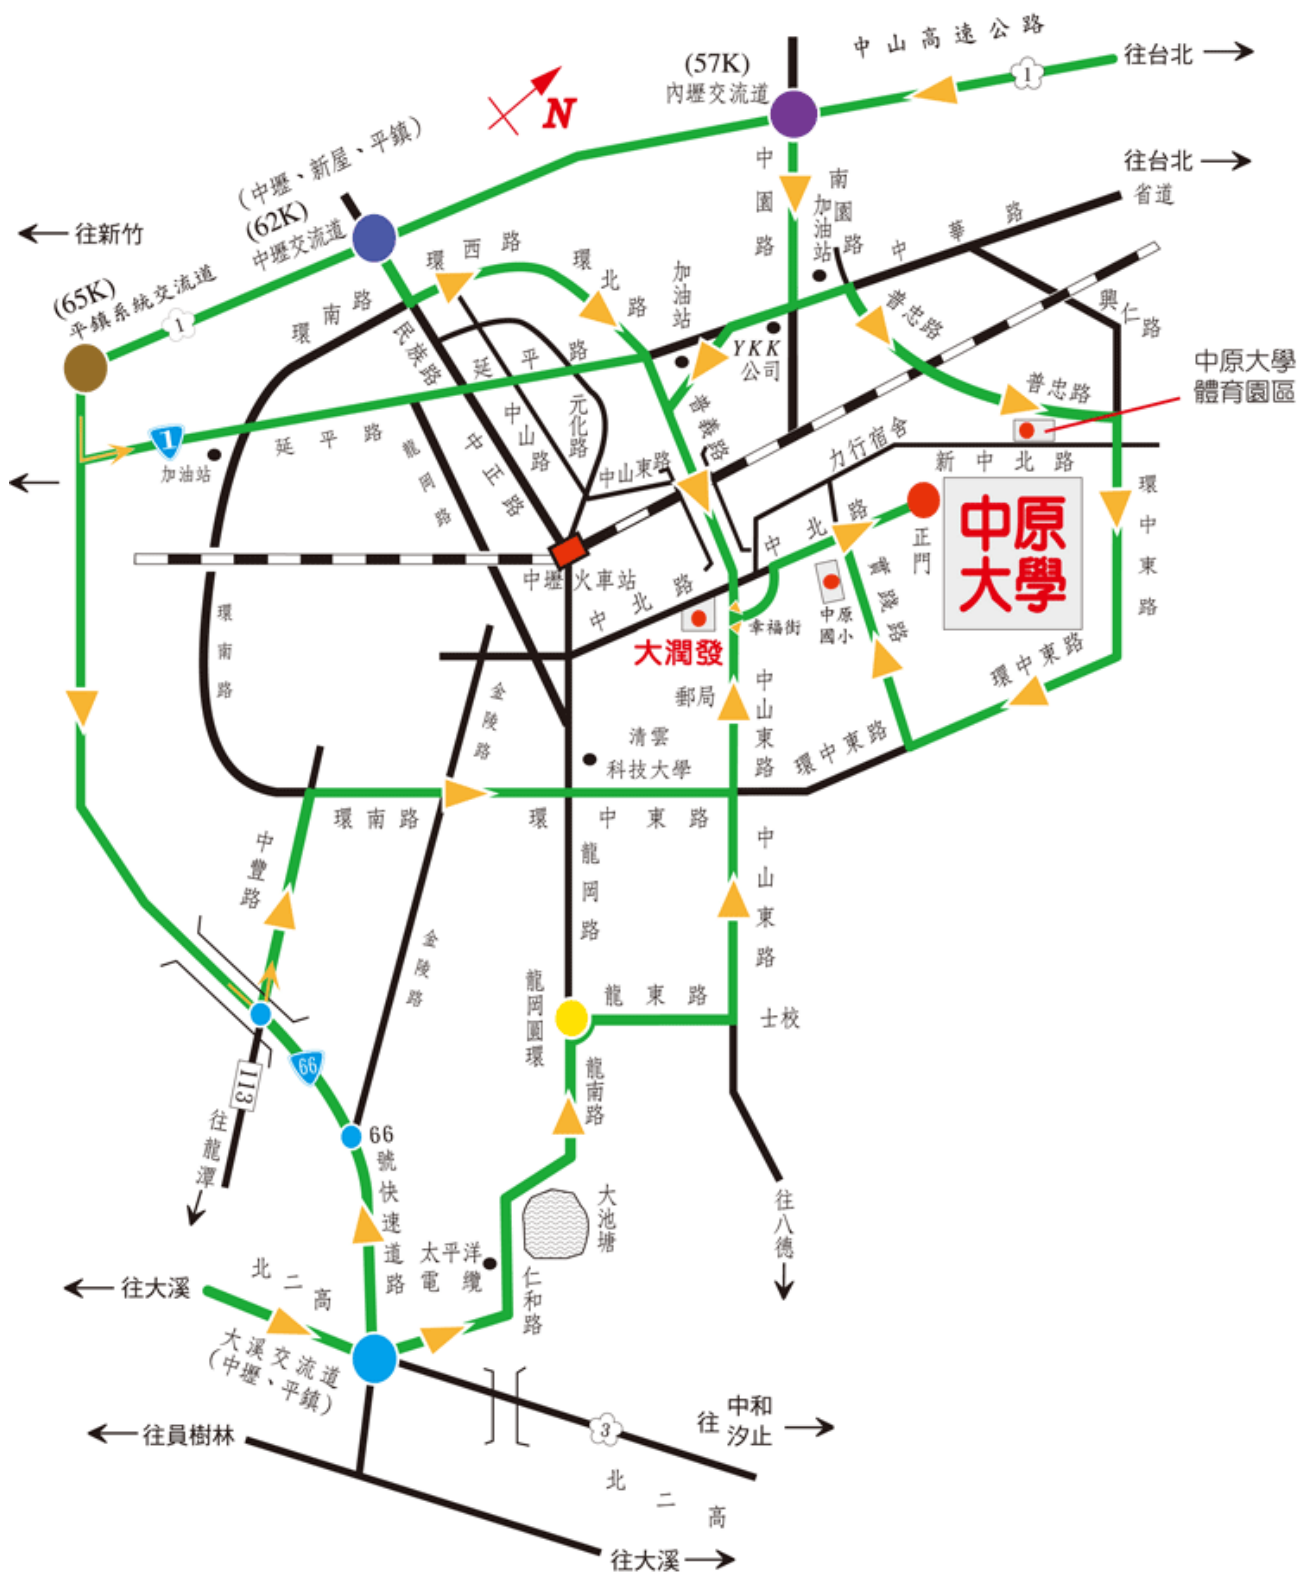 中山高速公路
往台北
1
(57K)
內壢交流道
N
往台北
省道
(中壢、新屋、平鎮)
(62K)
中壢交流道
往新竹
(65K)
平鎮系統交流道
1
環西路
環北路
環南路
民族路
中園路
南園路
加油站
加油站
中華路
普忠路
興仁路
YKK
公司
中原大學
體育園區
普忠路
延平路
延平路
1
加油站
元化路
中山路
中正路
龍岡路
中山東路
普義路
力行宿舍
新中北路
環中東路
中北路
正門
中原
大學
中壢火車站
中北路
實踐路
中原
國小
大潤發
幸福街
環南路
金陵路
郵局
中山東路
清雲
科技大學
環中東路
環中東路
環南路
環中東路
中豐路
龍岡路
中山東路
金陵路
龍岡圓環
龍東路
士校
66
113
往龍潭
龍南路
66
號快速道路
大池塘
往八德
太平洋
電纜
仁和路
往大溪
北二高
大溪交流道
(中壢、平鎮)
往員樹林
3
往
中和
汐止
北二高
往大溪